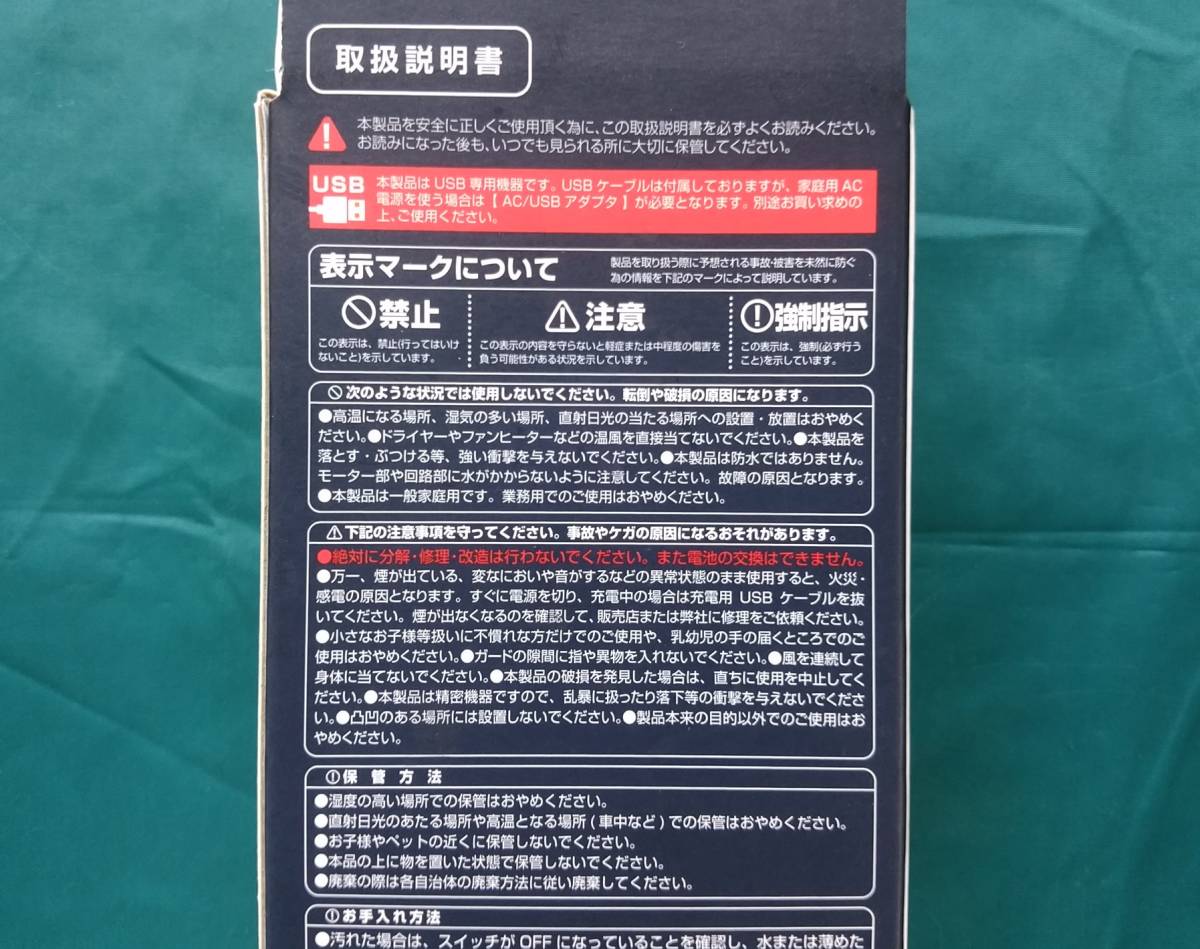 取扱説明書
本製品を安全に正しくご使用頂く為に、この取扱説明書を必ずよくお読みください。
お読みになった後も、いつでも見られる所に大切に保管してください。
USB
本製品は USB 専用機器です。USB ケーブルは付属しておりますが、家庭用 AC
電源を使う場合は【 AC/USB アダプタ 】が必要となります。別途お買い求めの
上、ご使用ください。
表示マークについて
製品を取り扱う際に予想される事故・被害を未然に防ぐ
為の情報を下記のマークによって説明しています。
禁止
この表示は、禁止(行ってはいけ
ないこと)を示しています。
注意
この表示の内容を守らないと軽症または中程度の傷害を
負う可能性がある状況を示しています。
強制指示
この表示は、強制(必ず行う
こと)を示しています。
次のような状況では使用しないでください。転倒や破損の原因になります。
●高温になる場所、湿気の多い場所、直射日光の当たる場所への設置・放置はおやめく
ださい。●ドライヤーやファンヒーターなどの温風を直接当てないでください。●本製品を
落とす・ぶつける等、強い衝撃を与えないでください。●本製品は防水ではありません。
モーター部や回路部に水がかからないように注意してください。故障の原因となります。
●本製品は一般家庭用です。業務用でのご使用はおやめください。
下記の注意事項を守ってください。事故やケガの原因になるおそれがあります。
●絶対に分解・修理・改造は行わないでください。また電池の交換はできません。
●万一、煙が出ている、変なにおいや音がするなどの異常状態のまま使用すると、火災・
感電の原因となります。すぐに電源を切り、充電中の場合は充電用 USB ケーブルを抜
いてください。煙が出なくなるのを確認して、販売店または弊社に修理をご依頼ください。
●小さなお子様等扱いに不慣れな方だけでのご使用や、乳幼児の手の届くところでのご
使用はおやめください。●ガードの隙間に指や異物を入れないでください。●風を連続して
身体に当てないでください。●本製品の破損を発見した場合は、直ちに使用を中止してく
ださい。●本製品は精密機器ですので、乱暴に扱ったり落下等の衝撃を与えないでくださ
い。●凸凹のある場所には設置しないでください。●製品本来の目的以外でのご使用はお
やめください。
保 管 方 法
●湿度の高い場所での保管はおやめください。
●直射日光のあたる場所や高温となる場所(車中など)での保管はおやめください。
●お子様やペットの近くに保管しないでください。
●本品の上に物を置いた状態で保管しないでください。
●廃棄の際は各自治体の廃棄方法に従い廃棄してください。
お手入れ方法
●汚れた場合は、スイッチが OFF になっていることを確認し、水または薄めた